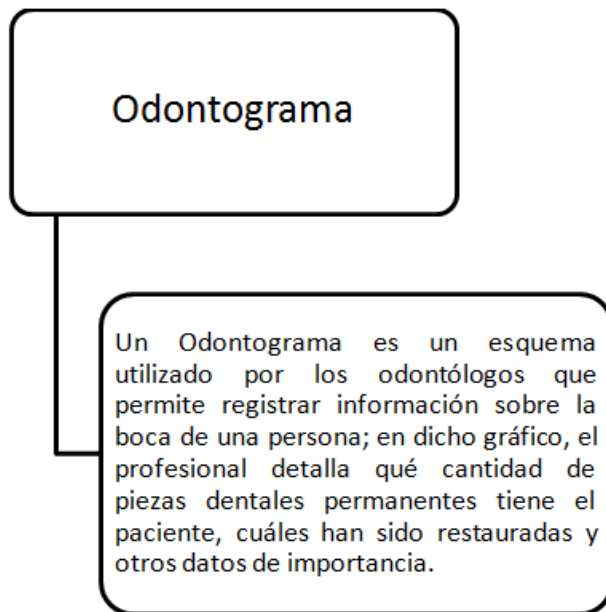 Odontograma
Un Odontograma es un esquema
utilizado por los odontólogos que
permite registrar información sobre la
boca de una persona; en dicho gráfico, el
profesional detalla qué cantidad de
piezas dentales permanentes tiene el
paciente, cuáles han sido restauradas y
otros datos de importancia.